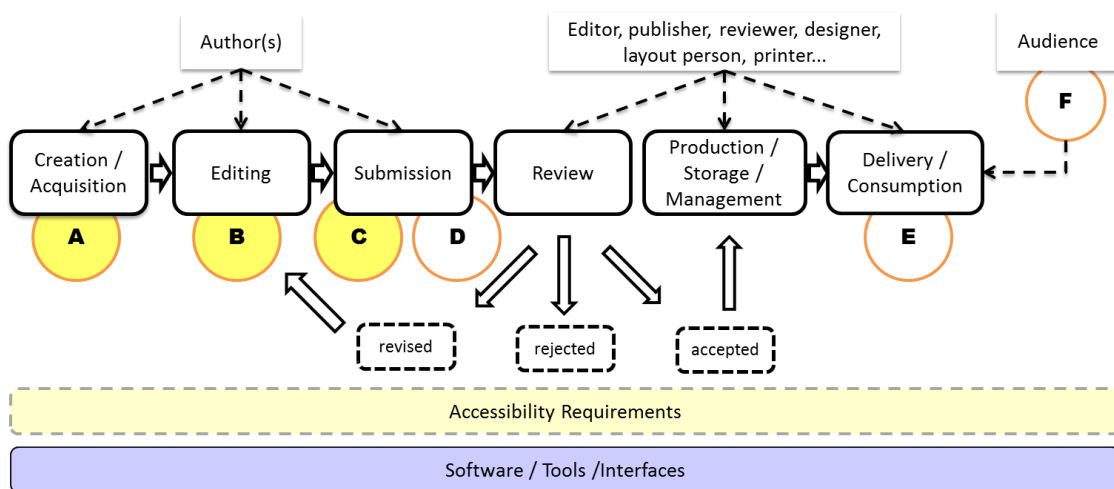 Author(s)
Editor, publisher, reviewer, designer,
layout person, printer...
Audience
F
Creation /
Acquisition
Editing
Submission
Review
Production /
Storage /
Management
Delivery /
Consumption
A
B
C
D
E
revised
rejected
accepted
Accessibility Requirements
Software / Tools /Interfaces